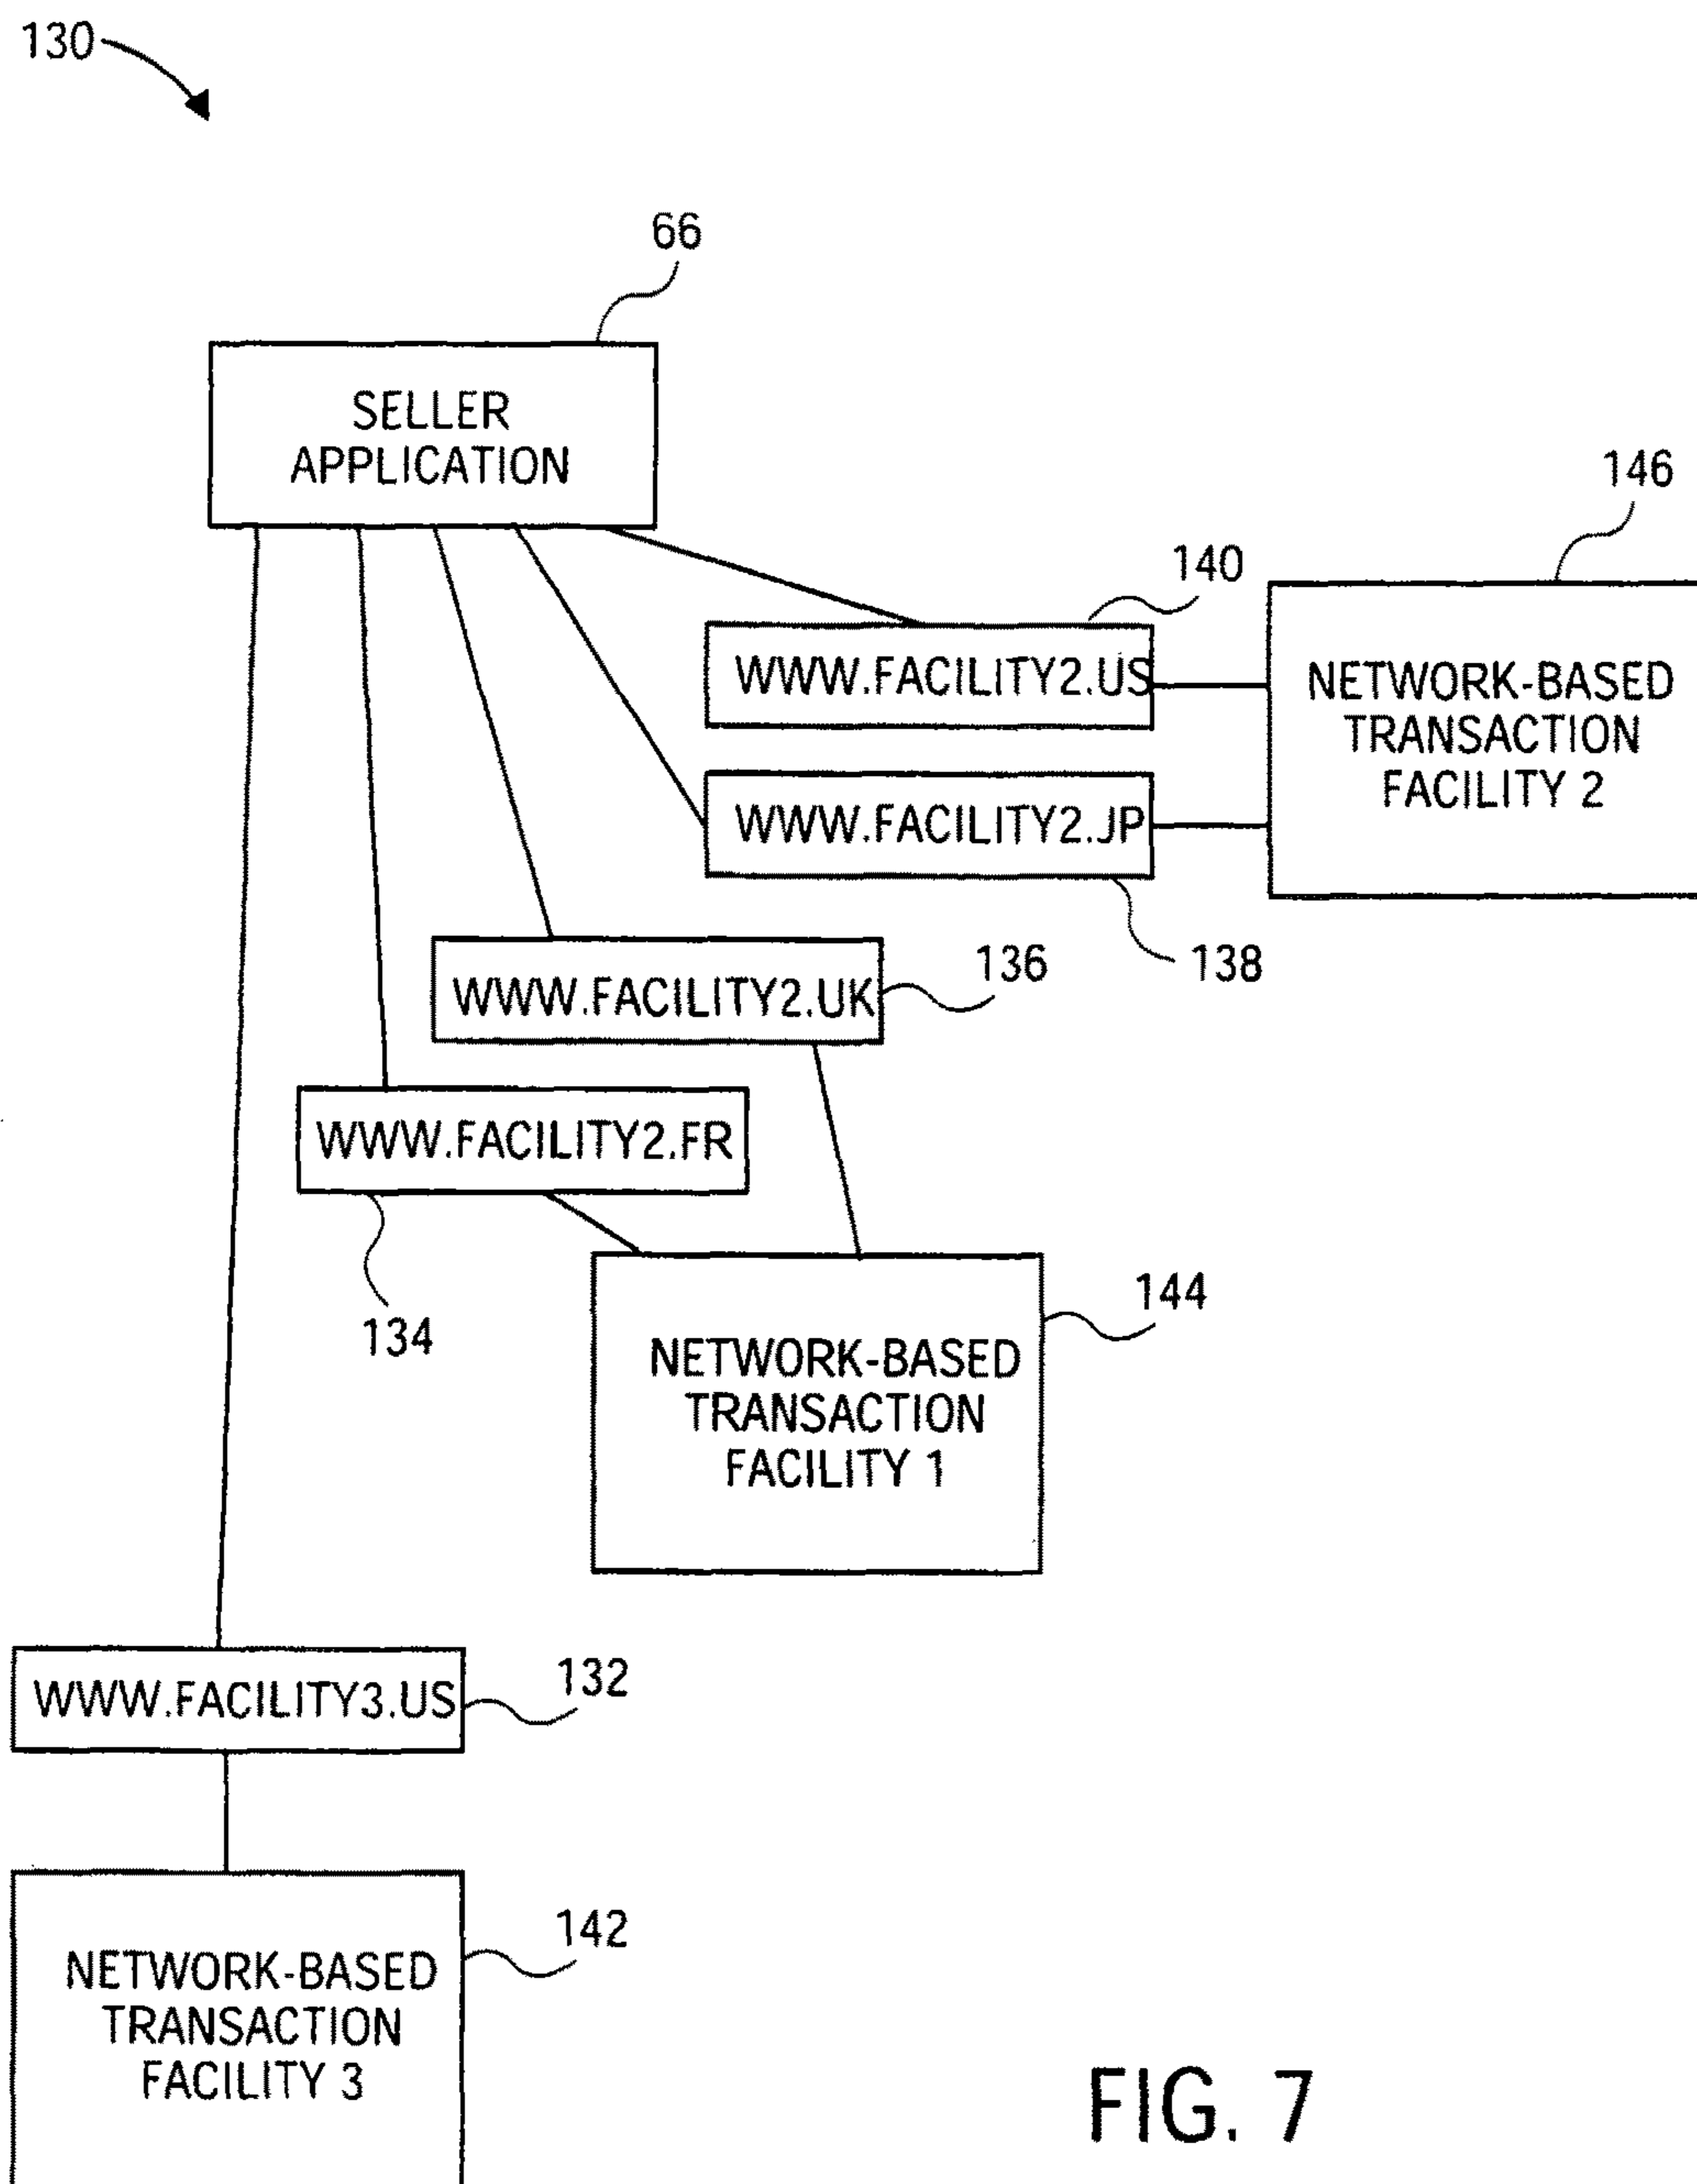 130
66
SELLER
APPLICATION
146
140
WWW.FACILITY2.US
NETWORK-BASED
TRANSACTION
FACILITY 2
WWW.FACILITY2.JP
138
WWW.FACILITY2.UK
136
WWW.FACILITY2.FR
134
144
NETWORK-BASED
TRANSACTION
FACILITY 1
WWW.FACILITY3.US
132
142
NETWORK-BASED
TRANSACTION
FACILITY 3
FIG. 7